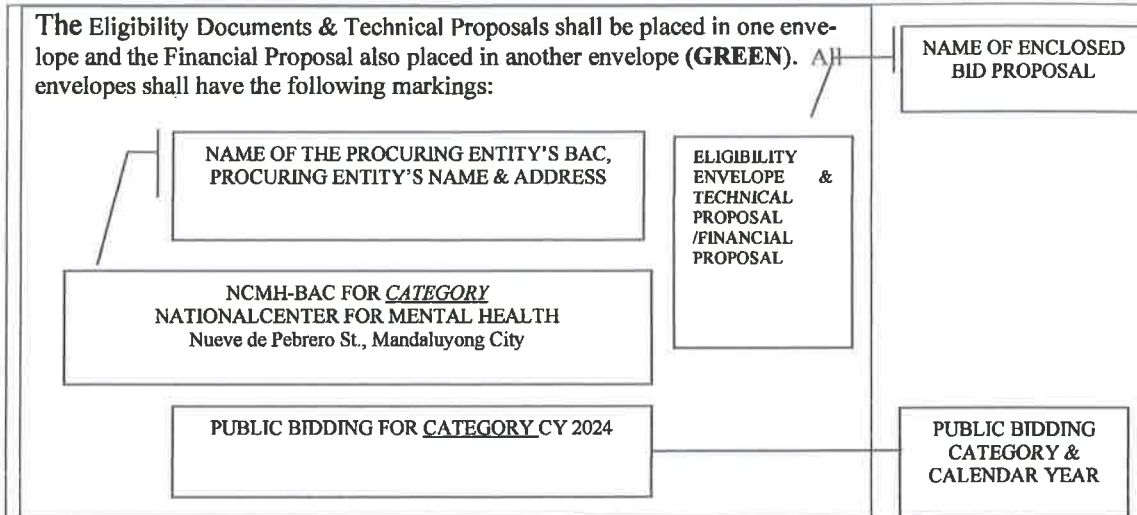 The Eligibility Documents & Technical Proposals shall be placed in one enve-
lope and the Financial Proposal also placed in another envelope (GREEN). All
envelopes shall have the following markings:
NAME OF ENCLOSED
BID PROPOSAL
NAME OF THE PROCURING ENTITY'S BAC,
PROCURING ENTITY'S NAME & ADDRESS
ELIGIBILITY
ENVELOPE &
TECHNICAL
PROPOSAL
/FINANCIAL
PROPOSAL
NCMH-BAC FOR CATEGORY
NATIONALCENTER FOR MENTAL HEALTH
Nueve de Pebrero St., Mandaluyong City
PUBLIC BIDDING FOR CATEGORY CY 2024
PUBLIC BIDDING
CATEGORY &
CALENDAR YEAR